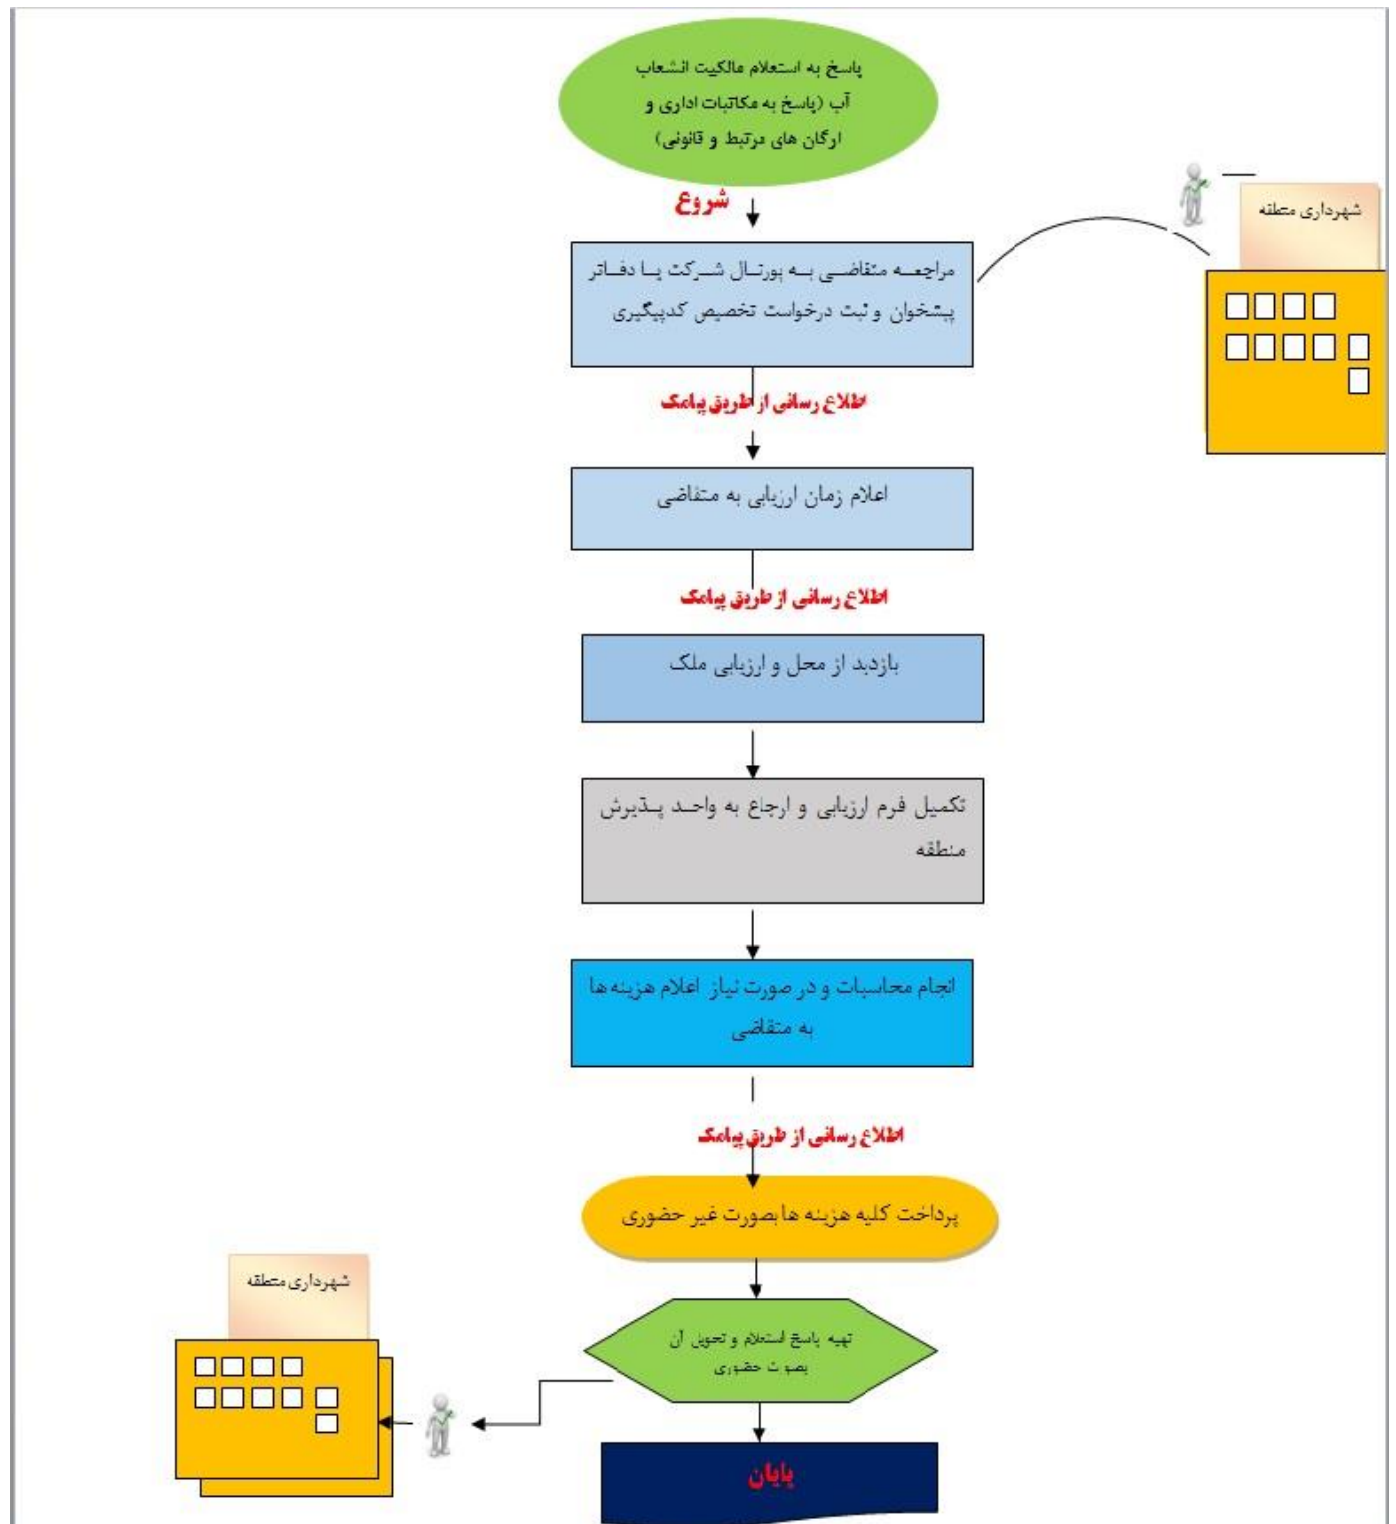 پاسخ به استعلام مالکیت انشعاب
آب (پاسخ به مکاتبات اداری و
ارگان های مرتبط و قانونی)
شروع
شهرداری منطقه
مراجعه متقاضی به پورتال شرکت یا دفاتر
پیشخوان و ثبت درخواست تخصیص کدپیگیری
اطلاع رسانی از طریق پیامک
اعلام زمان ارزیابی به متقاضی
اطلاع رسانی از طریق پیامک
بازدید از محل و ارزیابی ملک
تکمیل فرم ارزیابی و ارجاع به واحد پذیرش
منطقه
انجام محاسبات و در صورت نیاز اعلام هزینه ها
به متقاضی
اطلاع رسانی از طریق پیامک
پرداخت کلیه هزینه ها بصورت غیر حضوری
شهرداری منطقه
تهیه پاسخ استعلام و تحویل آن
بصورت حضوری
پایان